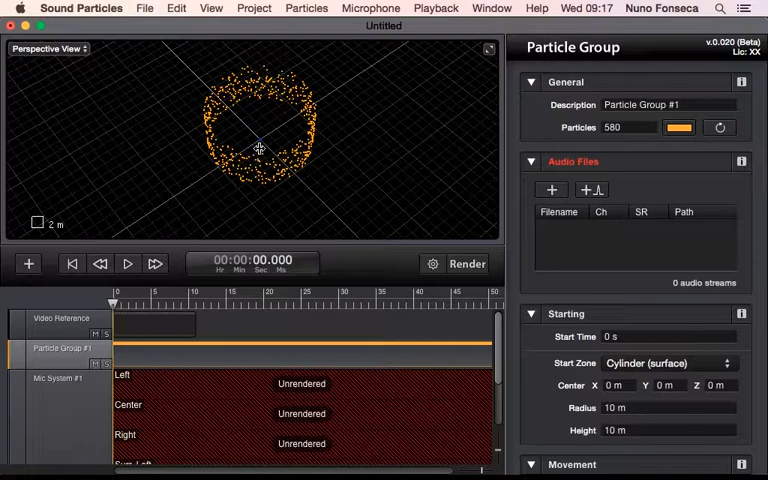 Sound Particles File Edit View Project Particles Microphone Playback Window Help Wed 09:17 Nuno Fonseca
Untitled
Perspective View
2 m
Particle Group
v.0.020 (Beta)
Lic: XX
General
Description Particle Group #1
Particles 580
Audio Files
Filename Ch SR Path
0 audio streams
Starting
Start Time 0 s
Start Zone Cylinder (surface)
Center X 0 m Y 0 m Z 0 m
Radius 10 m
Height 10 m
Movement
00:00:00.000
Hr Min Sec Ms
Render
0 5 10 15 20 25 30 35 40 45 50
Video Reference
M S
Particle Group #1
M S
Mic System #1
Left Unrendered
Center Unrendered
Right Unrendered